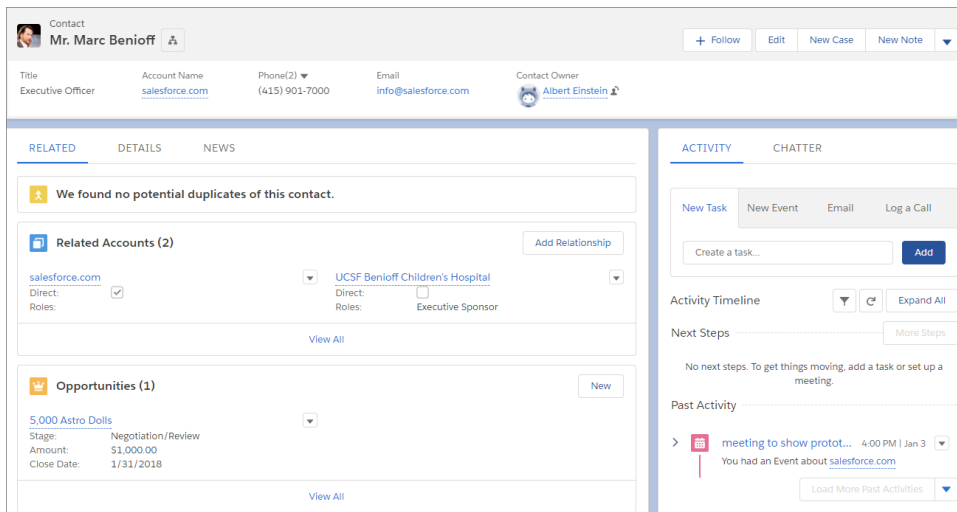 Contact
Mr. Marc Benioff
+ Follow Edit New Case New Note
Title Account Name Phone(2) Email Contact Owner
Executive Officer salesforce.com (415) 901-7000 info@salesforce.com Albert Einstein
RELATED DETAILS NEWS
We found no potential duplicates of this contact.
Related Accounts (2) Add Relationship
salesforce.com UCSF Benioff Children's Hospital
Direct: Direct:
Roles: Roles: Executive Sponsor
View All
Opportunities (1) New
5,000 Astro Dolls
Stage: Negotiation/Review
Amount: $1,000.00
Close Date: 1/31/2018
View All
ACTIVITY CHATTER
New Task New Event Email Log a Call
Create a task... Add
Activity Timeline Expand All
Next Steps More Steps
No next steps. To get things moving, add a task or set up a
meeting.
Past Activity
meeting to show protot... 4:00 PM | Jan 3
You had an Event about salesforce.com
Load More Past Activities